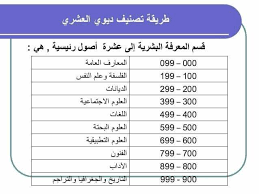 طريقة تصنيف ديوي العشري
قسم المعرفة البشرية إلى عشرة أصول رئيسية , هي :
المعارف العامة 000 – 099
الفلسفة وعلم النفس 100 – 199
الديانات 200 – 299
العلوم الاجتماعية 300 – 399
اللغات 400 – 499
العلوم البحتة 500 – 599
العلوم التطبيقية 600 – 699
الفنون 700 – 799
الآداب 800 – 899
التاريخ والجغرافيا والتراجم 900 - 999